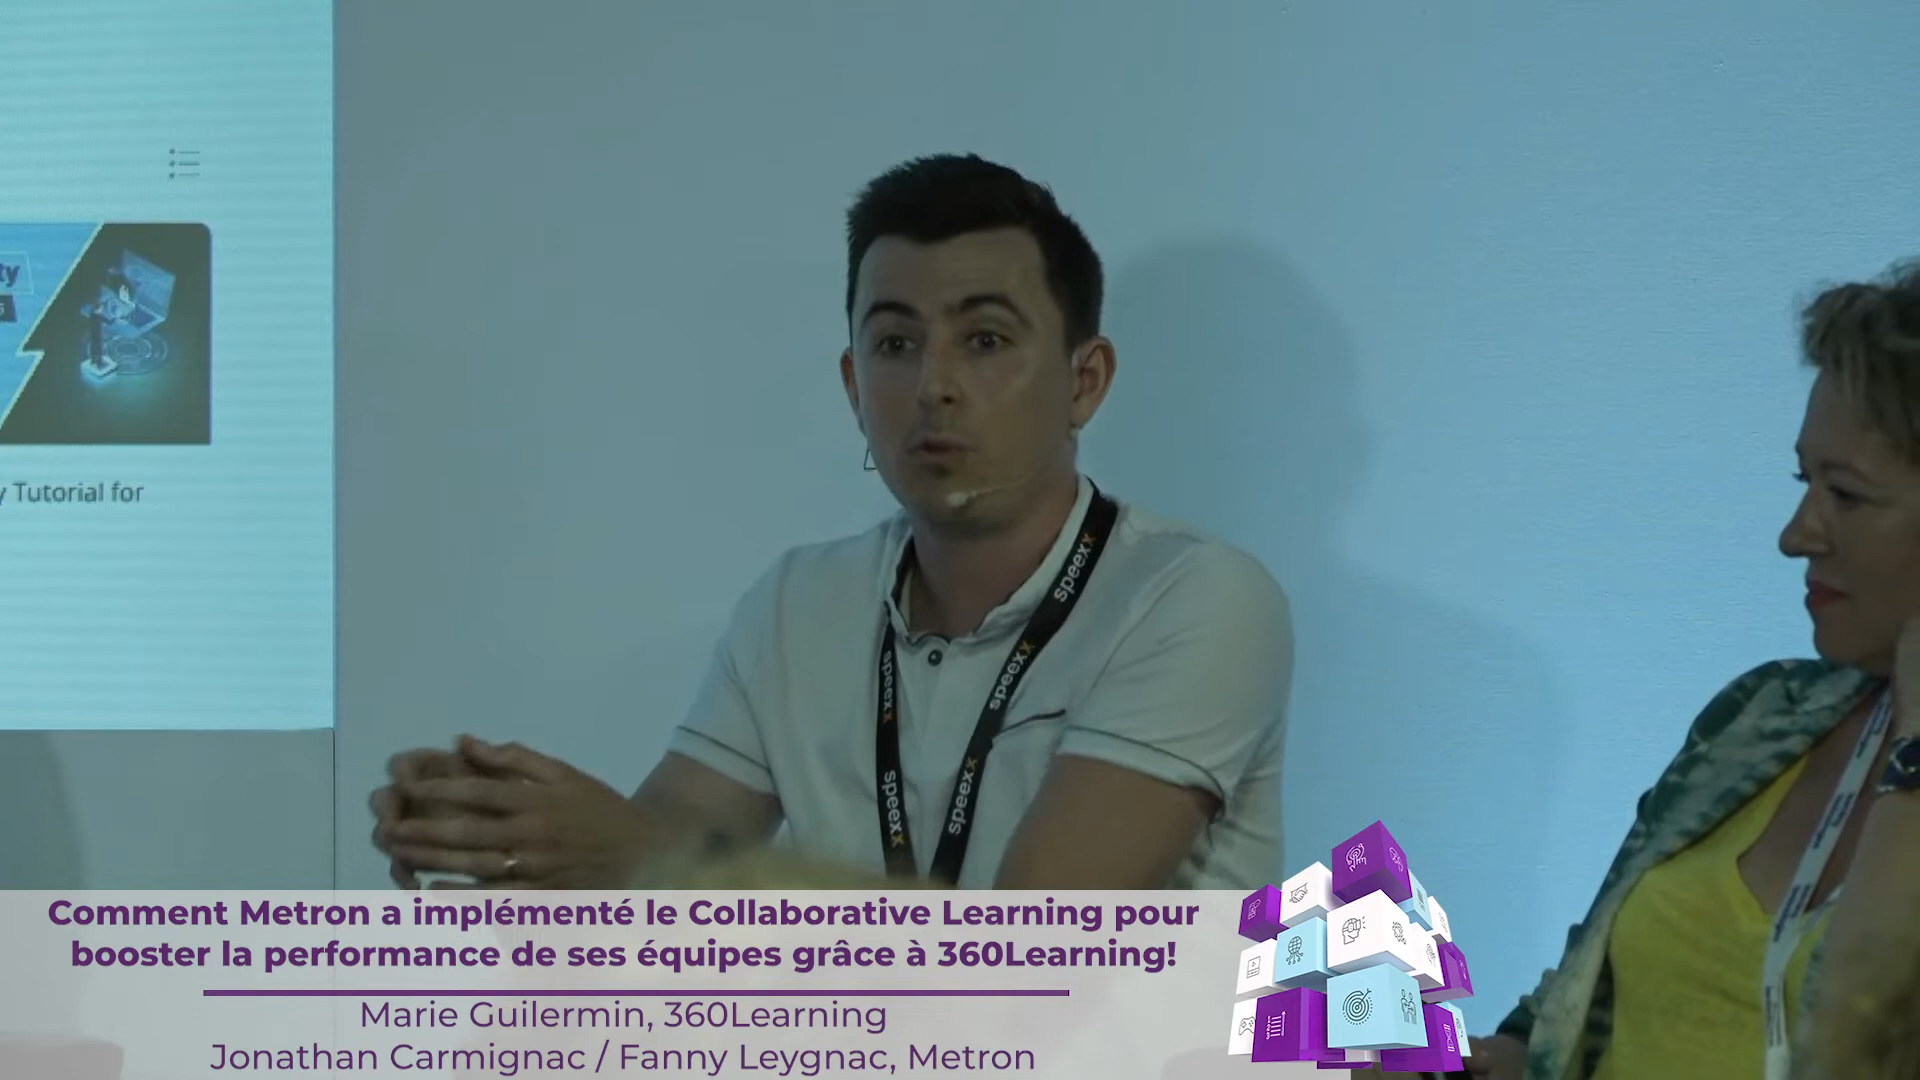 ty
y Tutorial for
speexx
speexx
speexx
speexx
speexx
Comment Metron a implémenté le Collaborative Learning pour
booster la performance de ses équipes grâce à 360Learning!
Marie Guilermin, 360Learning
Jonathan Carmignac / Fanny Leygnac, Metron